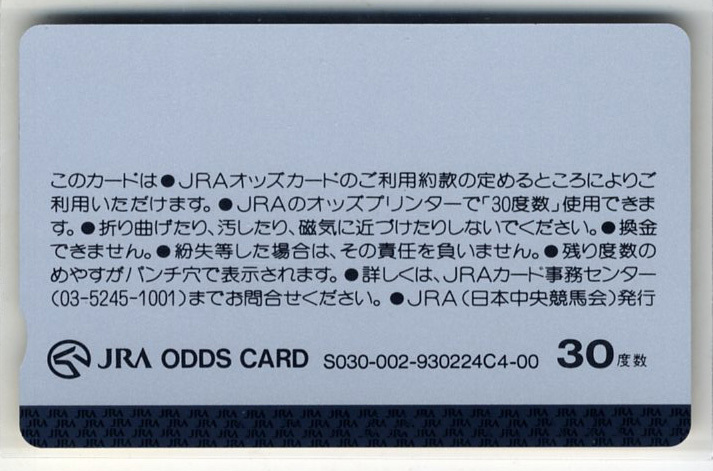 このカードは●JRAオッズカードのご利用約款の定めるところによりご
利用いただけます。●JRAのオッズプリンターで「30度数」使用できま
す。●折り曲げたり、汚したり、磁気に近づけたりしないでください。●換金
できません。●紛失等した場合は、その責任を負いません。●残り度数の
めやすがパンチ穴で表示されます。●詳しくは、JRAカード事務センター
(03-5245-1001)までお問合せください。●JRA(日本中央競馬会)発行
JRA ODDS CARD S030-002-930224C4-00 30度数